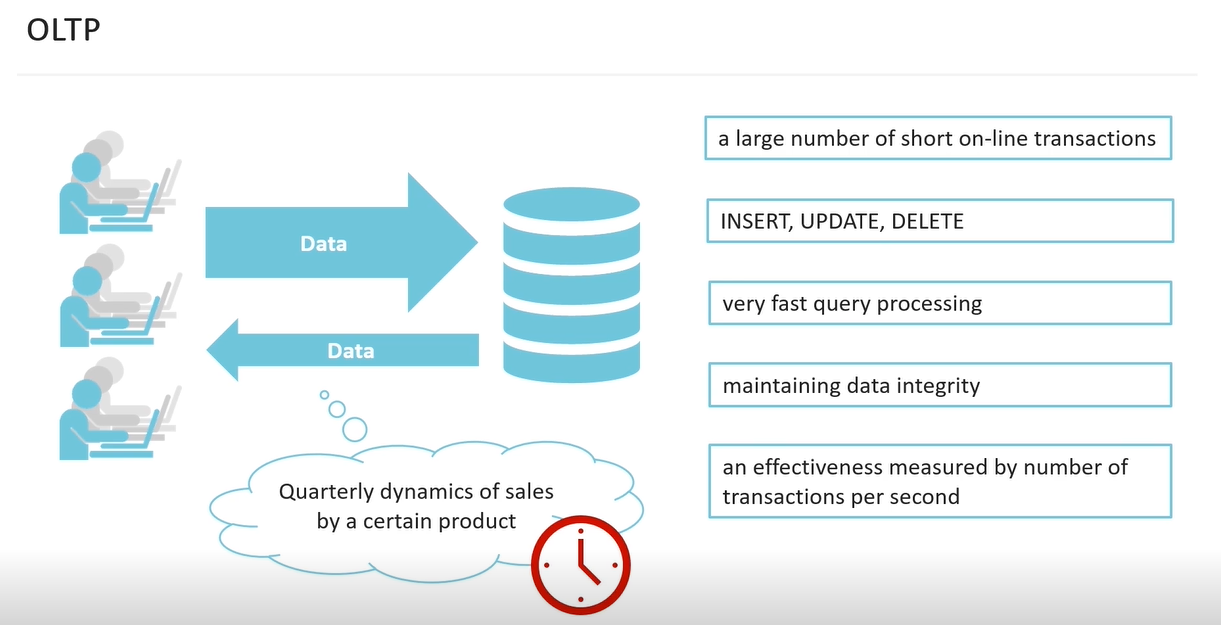 OLTP
Data
Data
Quarterly dynamics of sales
by a certain product
a large number of short on-line transactions
INSERT, UPDATE, DELETE
very fast query processing
maintaining data integrity
an effectiveness measured by number of
transactions per second